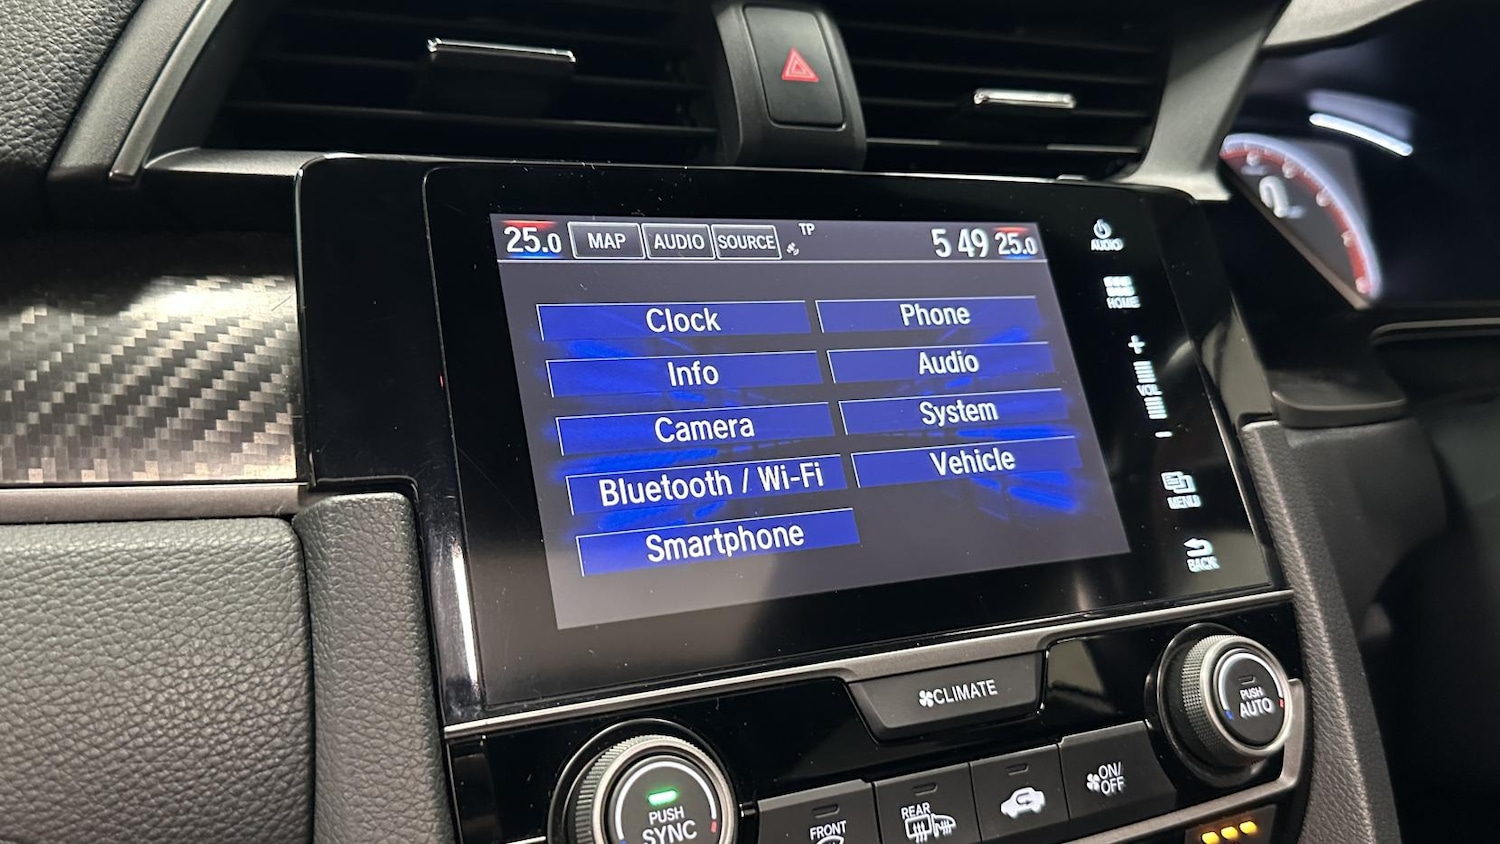 25.0 MAP AUDIO SOURCE TP 5 49 25.0
AUDIO
HOME
+
VOL
−
MENU
BACK
Clock
Phone
Info
Audio
Camera
System
Bluetooth / Wi-Fi
Vehicle
Smartphone
CLIMATE
PUSH
AUTO
PUSH
SYNC
FRONT
REAR
ON/
OFF
0